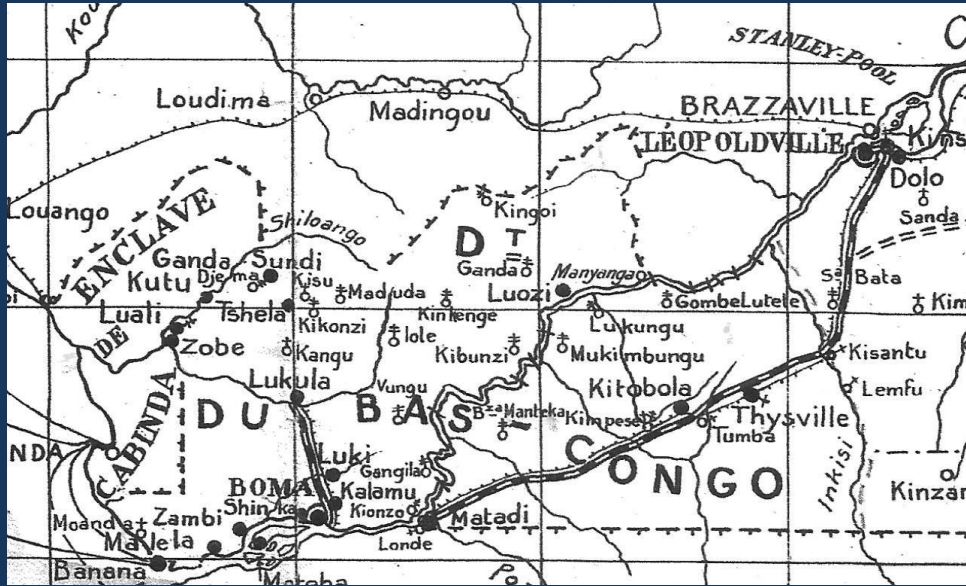 STANLEY-POOL
Loudima
Madingou
BRAZZAVILLE
LÉOPOLDVILLE
Kins
Dolo
Louango
ENCLAVE
Shiloango
Kingoi
Sanda
D T
Ganda
Ganda Sundi
Manyanga
Bata
Kutu
Djema
Kisu
Maduda
Luozi
Gombe Lutete
Kim
Luali
Tshela
Kikonzi
Kinkenge
Lukungu
DE
Zobe
Iole
Kibunzi
Mukimbungu
Kisantu
Kangu
Lukula
Vungu
Kitobola
Lemfu
DU BAS CONGO
Manteka
Kimpese
Thysville
Tumba
NDA
CABINDA
Luki
Gangila
Inkisi
BOMA
Kalamu
Kinzan
Shinka
Kionzo
Matadi
Moanda
Zambi
Londe
Banana